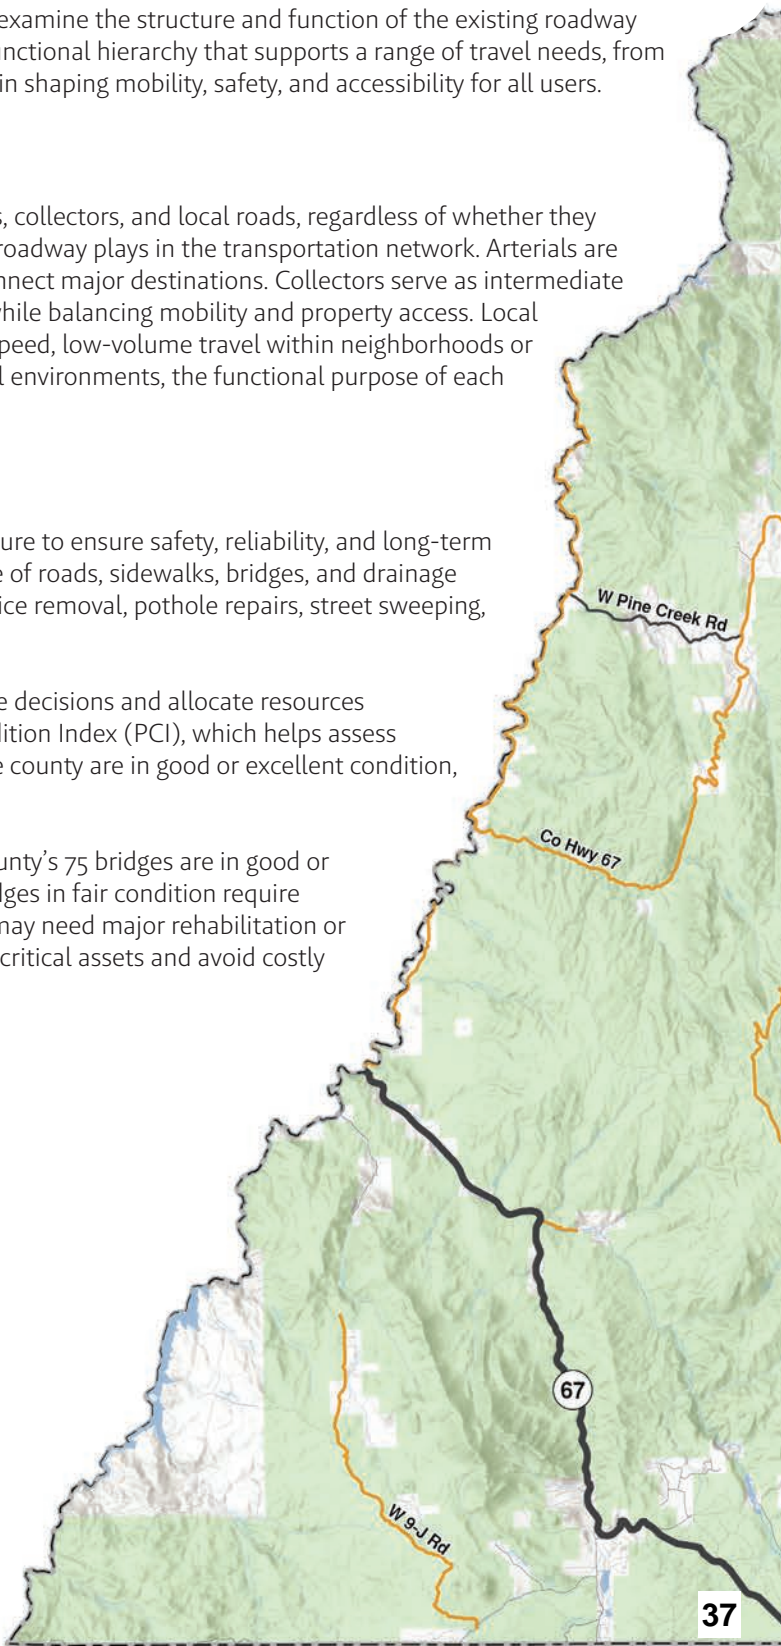 examine the structure and function of the existing roadway
unctional hierarchy that supports a range of travel needs, from
in shaping mobility, safety, and accessibility for all users.
s, collectors, and local roads, regardless of whether they
roadway plays in the transportation network. Arterials are
nnect major destinations. Collectors serve as intermediate
while balancing mobility and property access. Local
peed, low-volume travel within neighborhoods or
l environments, the functional purpose of each
ure to ensure safety, reliability, and long-term
e of roads, sidewalks, bridges, and drainage
ice removal, pothole repairs, street sweeping,
W Pine Creek Rd
e decisions and allocate resources
dition Index (PCI), which helps assess
e county are in good or excellent condition,
Co Hwy 67
unty's 75 bridges are in good or
dges in fair condition require
may need major rehabilitation or
critical assets and avoid costly
67
W 9-J Rd
37